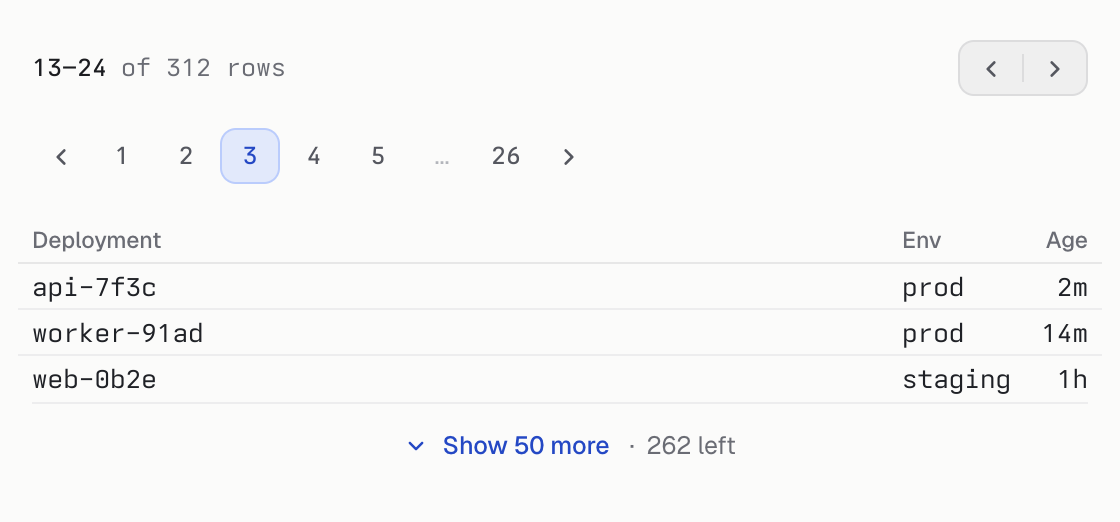 13–24 of 312 rows
1 2 3 4 5 … 26
Deployment Env Age
api-7f3c prod 2m
worker-91ad prod 14m
web-0b2e staging 1h
Show 50 more · 262 left